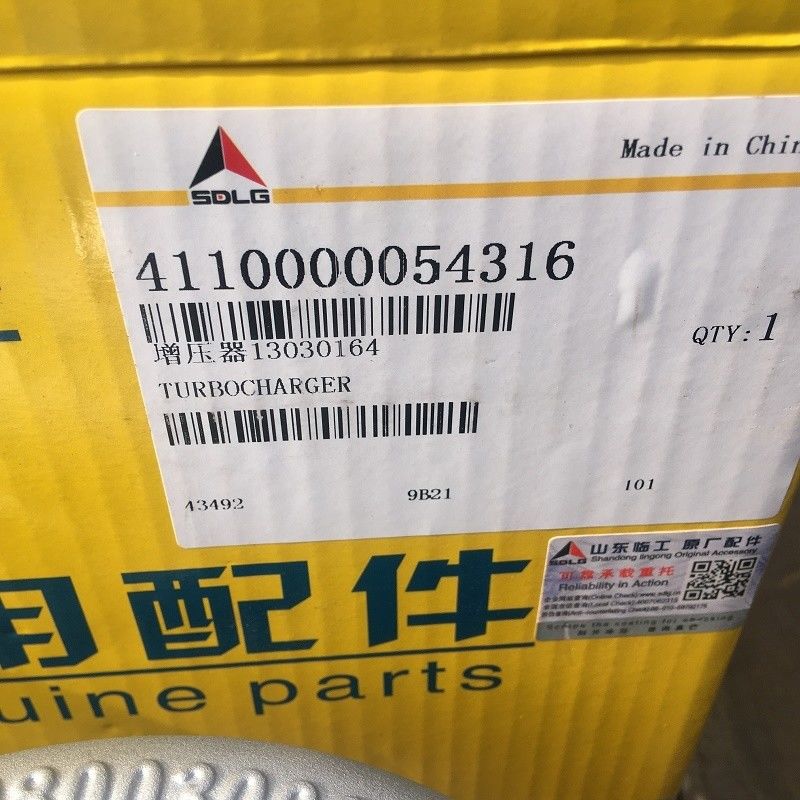 Made in Chin
SDLG
4110000054316
增压器13030164
QTY: 1
TURBOCHARGER
43492 9B21 101
山东临工 原厂配件
SDLG Shandong lingong Original Accessory
可靠承载重托
Reliability in Action
用配件
uine parts